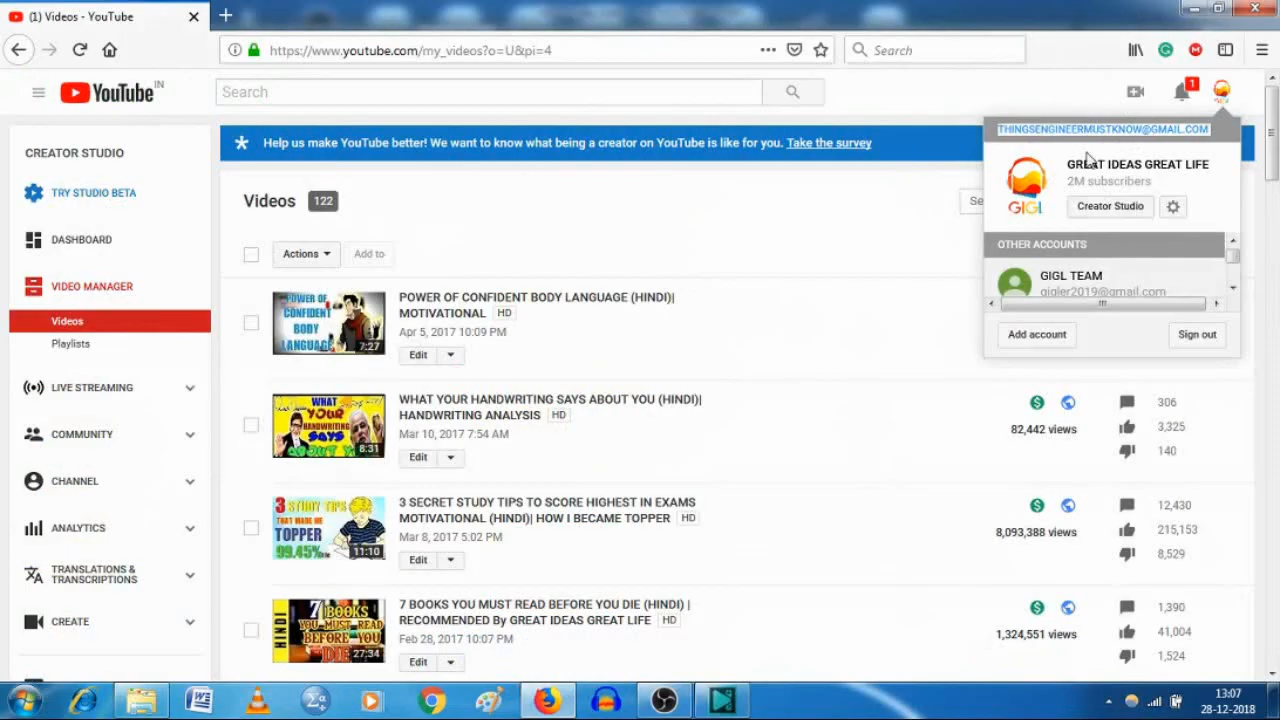 (1) Videos - YouTube
https://www.youtube.com/my_videos?o=U&pi=4
Search
YouTube IN
Search
1
CREATOR STUDIO
TRY STUDIO BETA
DASHBOARD
VIDEO MANAGER
Videos
Playlists
LIVE STREAMING
COMMUNITY
CHANNEL
ANALYTICS
TRANSLATIONS &
TRANSCRIPTIONS
CREATE
Help us make YouTube better! We want to know what being a creator on YouTube is like for you. Take the survey
Videos 122
Se
Actions Add to
THINGSENGINEERMUSTKNOW@GMAIL.COM
GREAT IDEAS GREAT LIFE
2M subscribers
GIGL
Creator Studio
OTHER ACCOUNTS
GIGL TEAM
gigler2019@gmail.com
Add account Sign out
POWER OF
CONFIDENT
BODY
LANGUAGE
7:27
POWER OF CONFIDENT BODY LANGUAGE (HINDI)|
MOTIVATIONAL HD
Apr 5, 2017 10:09 PM
Edit
WHAT
YOUR
HANDWRITING
SAYS
ABOUT YOU
8:31
WHAT YOUR HANDWRITING SAYS ABOUT YOU (HINDI)|
HANDWRITING ANALYSIS HD
Mar 10, 2017 7:54 AM
Edit
82,442 views
306
3,325
140
3 STUDY TIPS
THAT MADE ME
TOPPER
99.45%
11:10
3 SECRET STUDY TIPS TO SCORE HIGHEST IN EXAMS
MOTIVATIONAL (HINDI)| HOW I BECAME TOPPER HD
Mar 8, 2017 5:02 PM
Edit
8,093,388 views
12,430
215,153
8,529
HINDI
7 BOOKS
YOU MUST READ
BEFORE YOU
DIE
27:34
7 BOOKS YOU MUST READ BEFORE YOU DIE (HINDI) |
RECOMMENDED By GREAT IDEAS GREAT LIFE HD
Feb 28, 2017 10:07 PM
Edit
1,324,551 views
1,390
41,004
1,524
13:07
28-12-2018